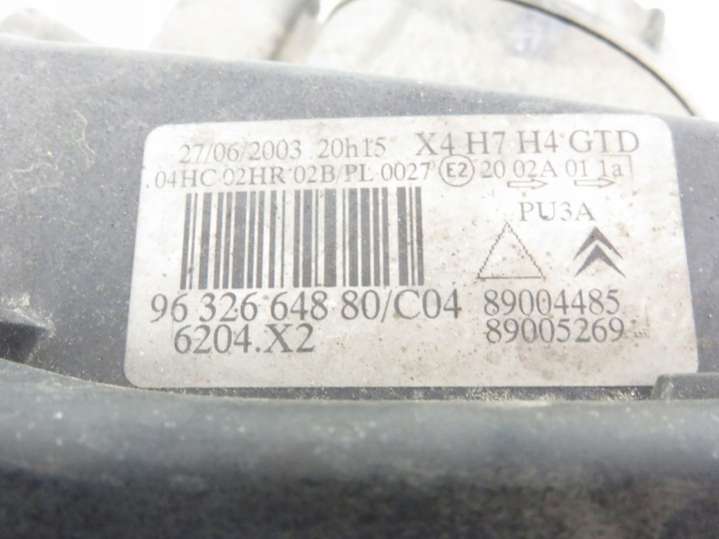 27/06/2003 20h15 X4 H7 H4 GTD
.04HC 02HR 02B/PL 0027 E2 20 02A 01 1a
PU3A
96 326 648 80/C04 89004485
6204.X2 89005269